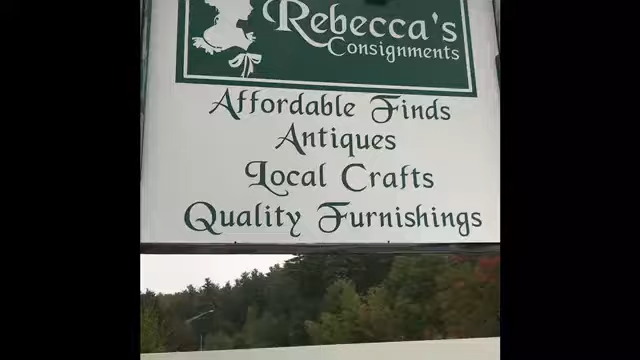 Rebecca's
Consignments
Affordable Finds
Antiques
Local Crafts
Quality Furnishings